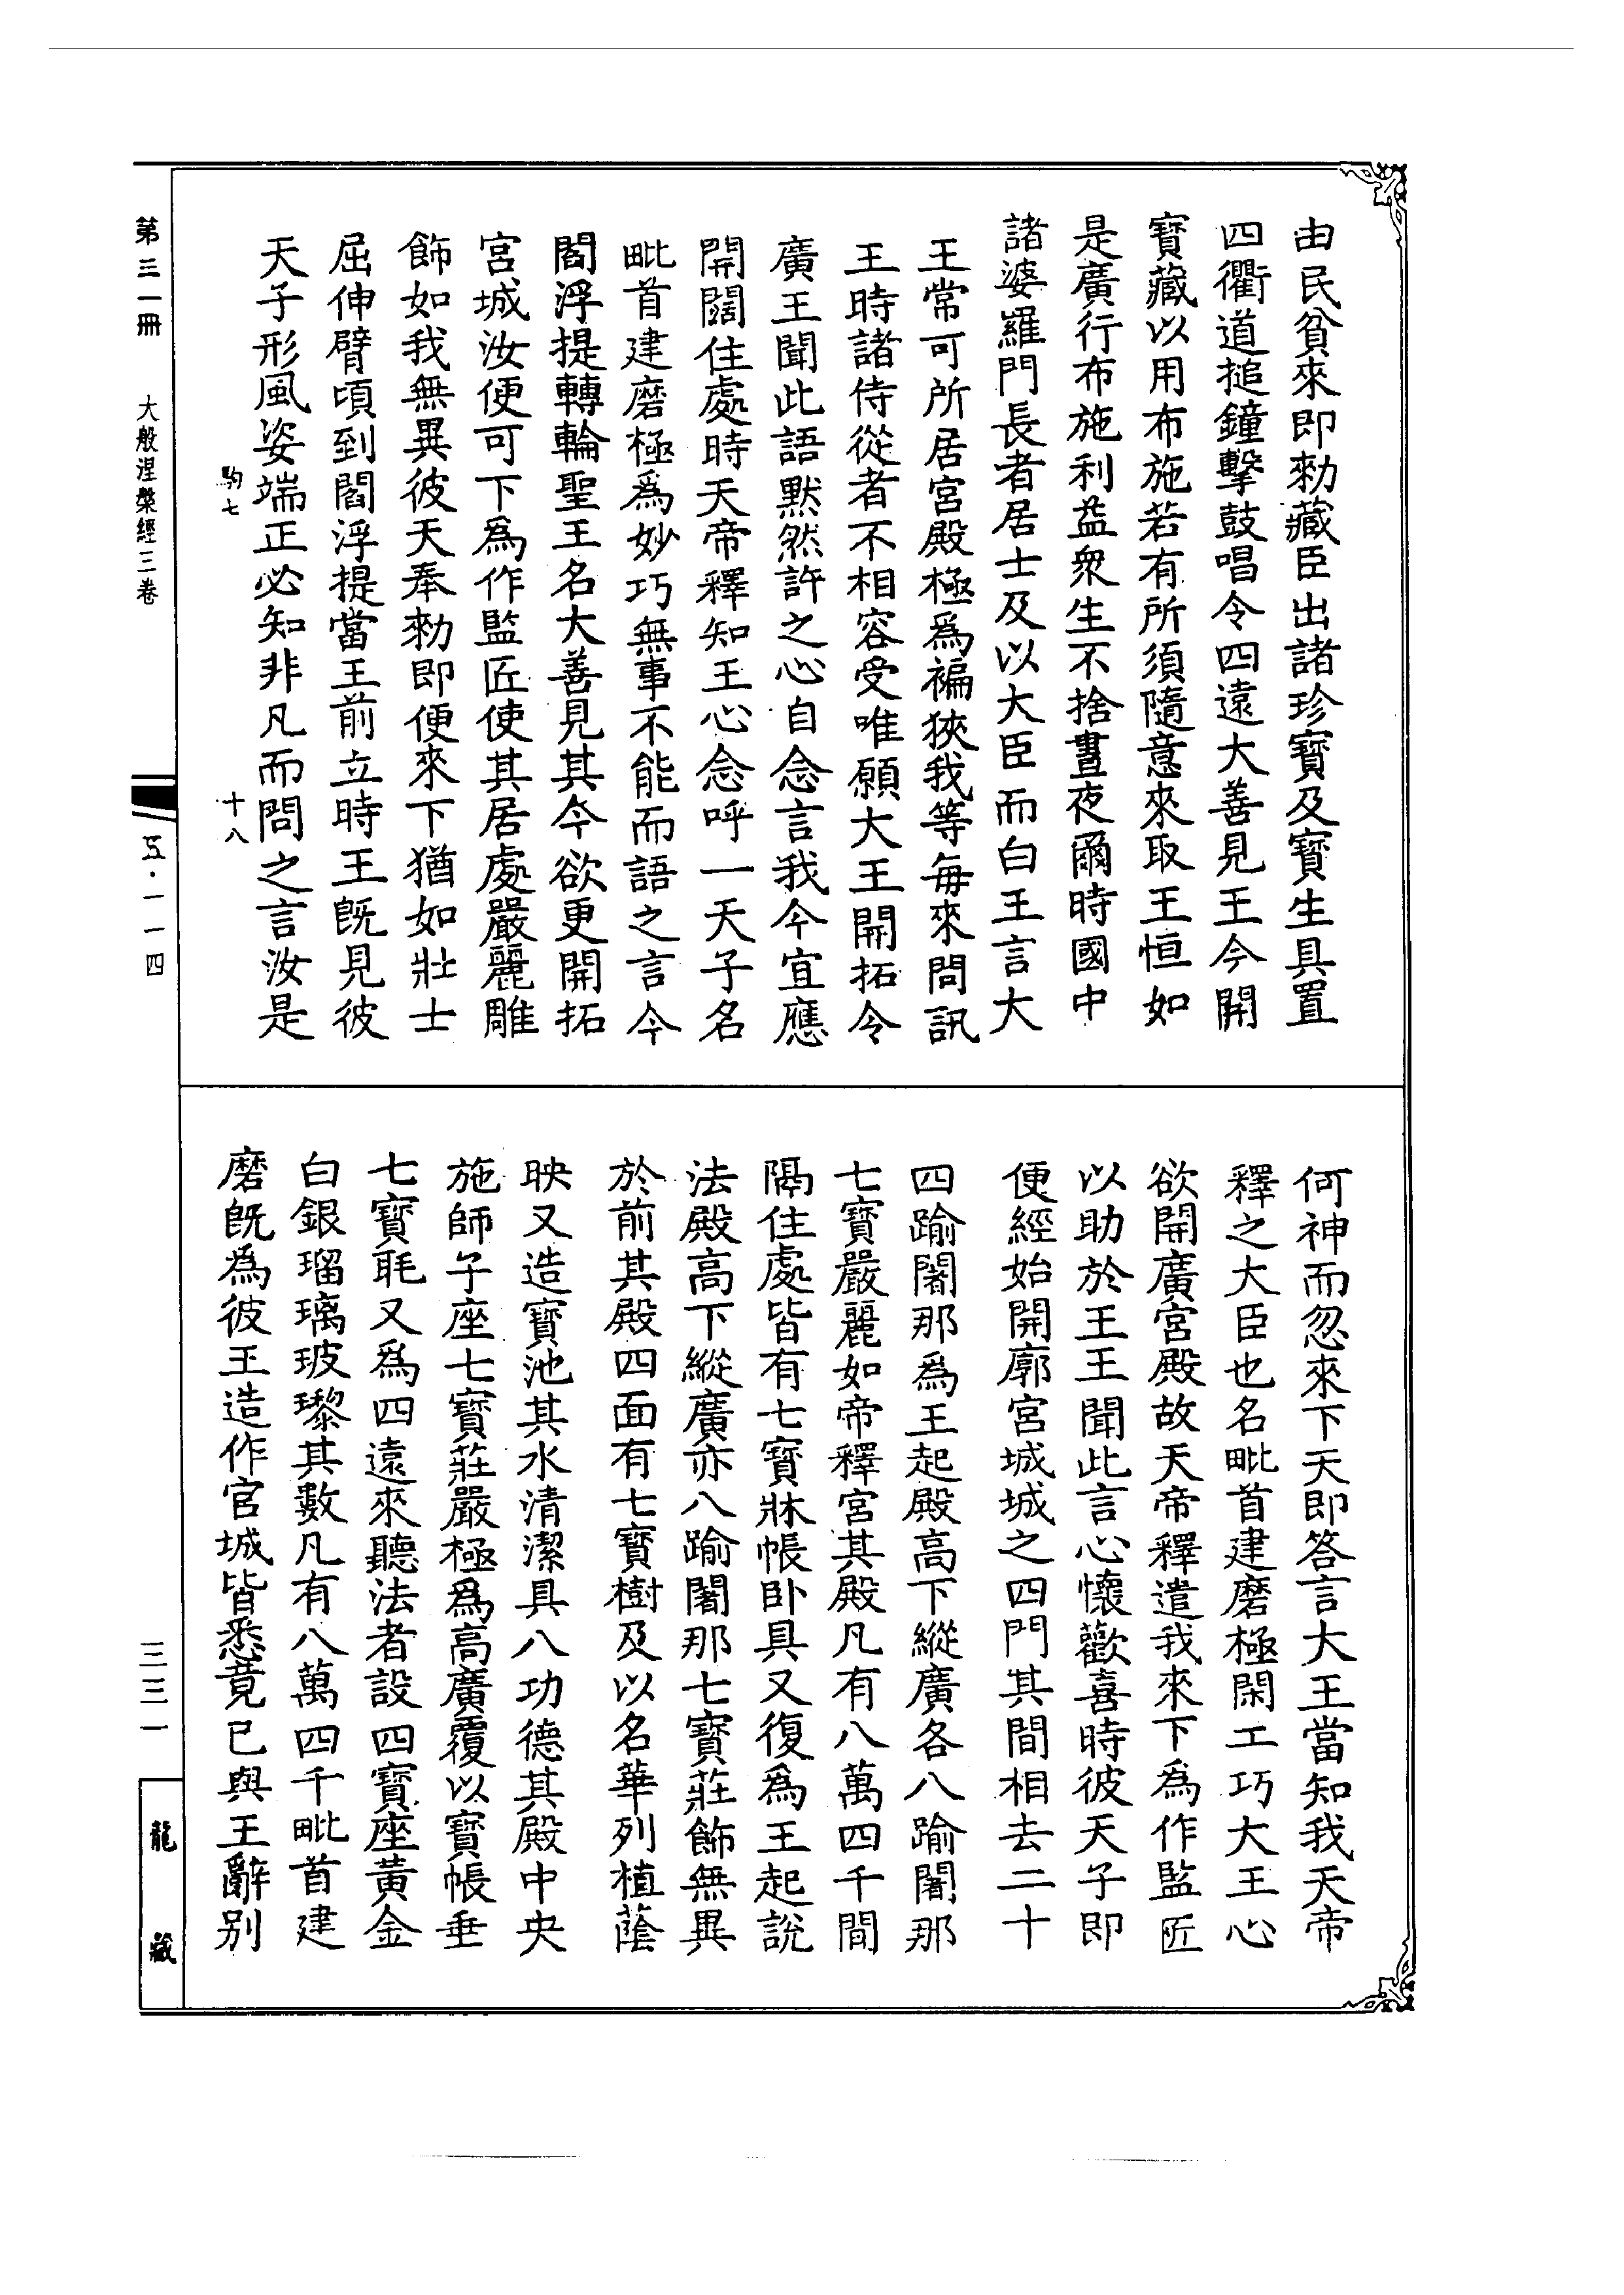 由民貧來即勑藏臣出諸珍寶及寶生具置
四衢道搥鐘擊鼓唱令四遠大善見王今開
寶藏以用布施若有所須隨意來取王恒如
是廣行布施利益衆生不捨晝夜爾時國中
諸婆羅門長者居士及以大臣而白王言大
王常可所居宮殿極爲褊狹我等每來問訊
王時諸侍從者不相容受唯願大王開拓令
廣王聞此語默然許之心自念言我今宜應
開闊住處時天帝釋知王心念呼一天子名
毗首建磨極爲妙巧無事不能而語之言今
閻浮提轉輪聖王名大善見其今欲更開拓
宮城汝便可下爲作監匠使其居處嚴麗雕
飾如我無異彼天奉勑即便來下猶如壯士
屈伸臂頃到閻浮提當王前立時王旣見彼
天子形風姿端正必知非凡而問之言汝是
何神而忽來下天即答言大王當知我天帝
釋之大臣也名毗首建磨極閑工巧大王心
欲開廣宮殿故天帝釋遣我來下爲作監匠
以助於王王聞此言心懷歡喜時彼天子即
便經始開廓宮城城之四門其間相去二十
四踰闍那爲王起殿高下縱廣各八踰闍那
七寶嚴麗如帝釋宮其殿凡有八萬四千間
隔住處皆有七寶牀帳卧具又復爲王起說
法殿高下縱廣亦八踰闍那七寶莊飾無異
於前其殿四面有七寶樹及以名華列植蔭
映又造寶池其水清潔具八功德其殿中央
施師子座七寶莊嚴極爲高廣覆以寶帳垂
七寶毦又爲四遠來聽法者設四寶座黃金
白銀瑠璃玻瓈其數凡有八萬四千毗首建
磨旣爲彼王造作官城皆悉竟已與王辭别
駒七
十八
第三一冊
大般涅槃經三卷
五·一一四
三三一
龍藏